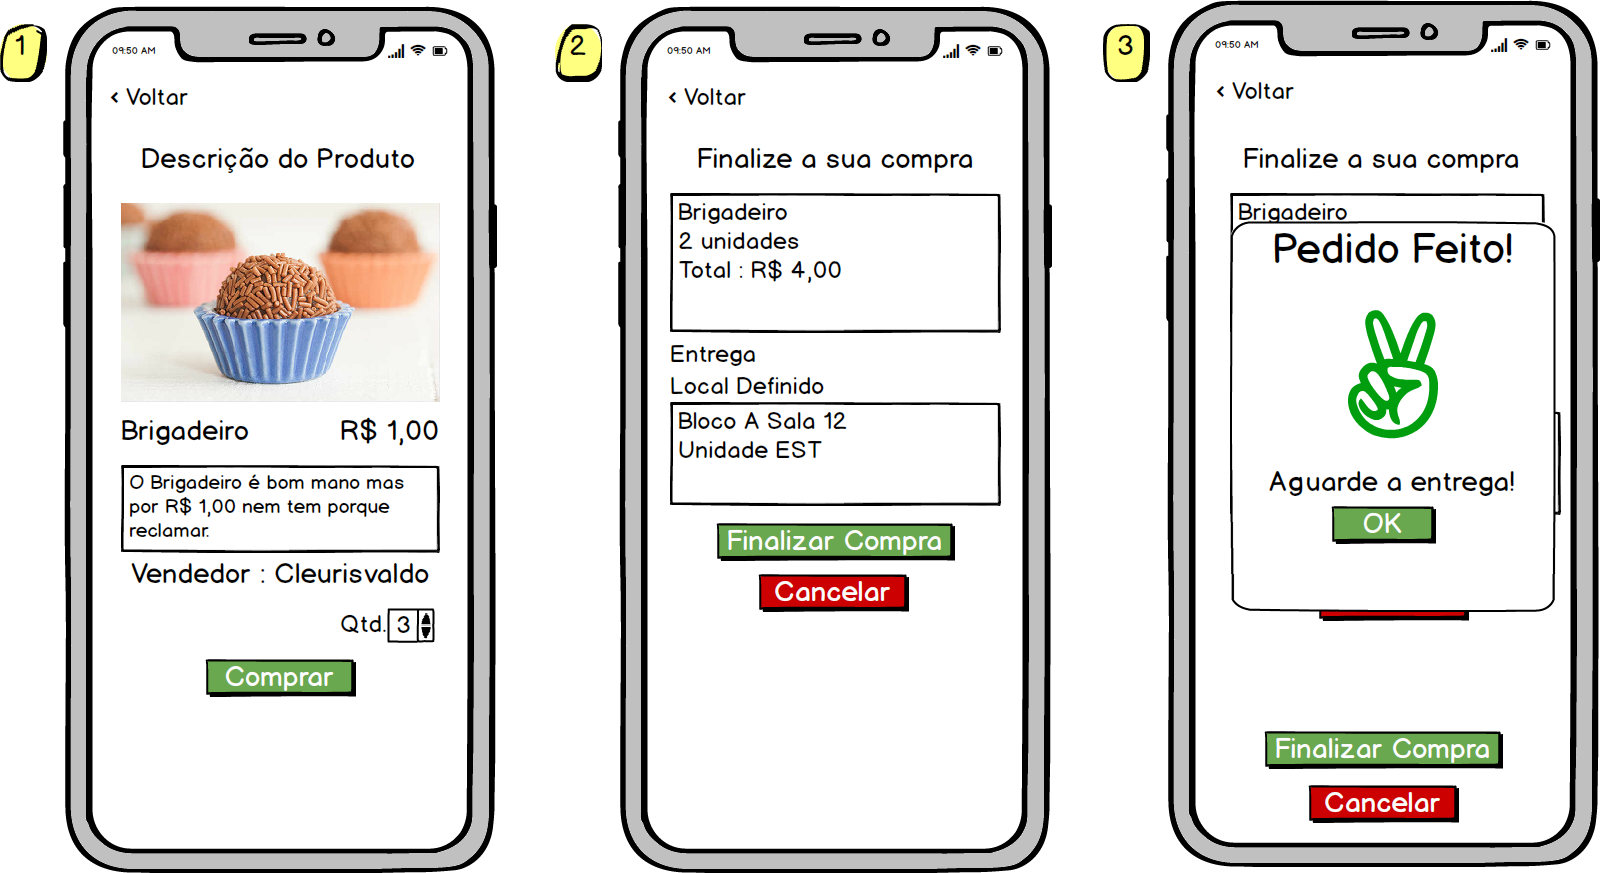 1
09:50 AM
< Voltar
Descrição do Produto
Brigadeiro R$ 1,00
O Brigadeiro é bom mano mas
por R$ 1,00 nem tem porque
reclamar.
Vendedor : Cleurisvaldo
Qtd. 3
Comprar
2
09:50 AM
< Voltar
Finalize a sua compra
Brigadeiro
2 unidades
Total : R$ 4,00
Entrega
Local Definido
Bloco A Sala 12
Unidade EST
Finalizar Compra
Cancelar
3
09:50 AM
< Voltar
Finalize a sua compra
Brigadeiro
Pedido Feito!
Aguarde a entrega!
OK
Finalizar Compra
Cancelar